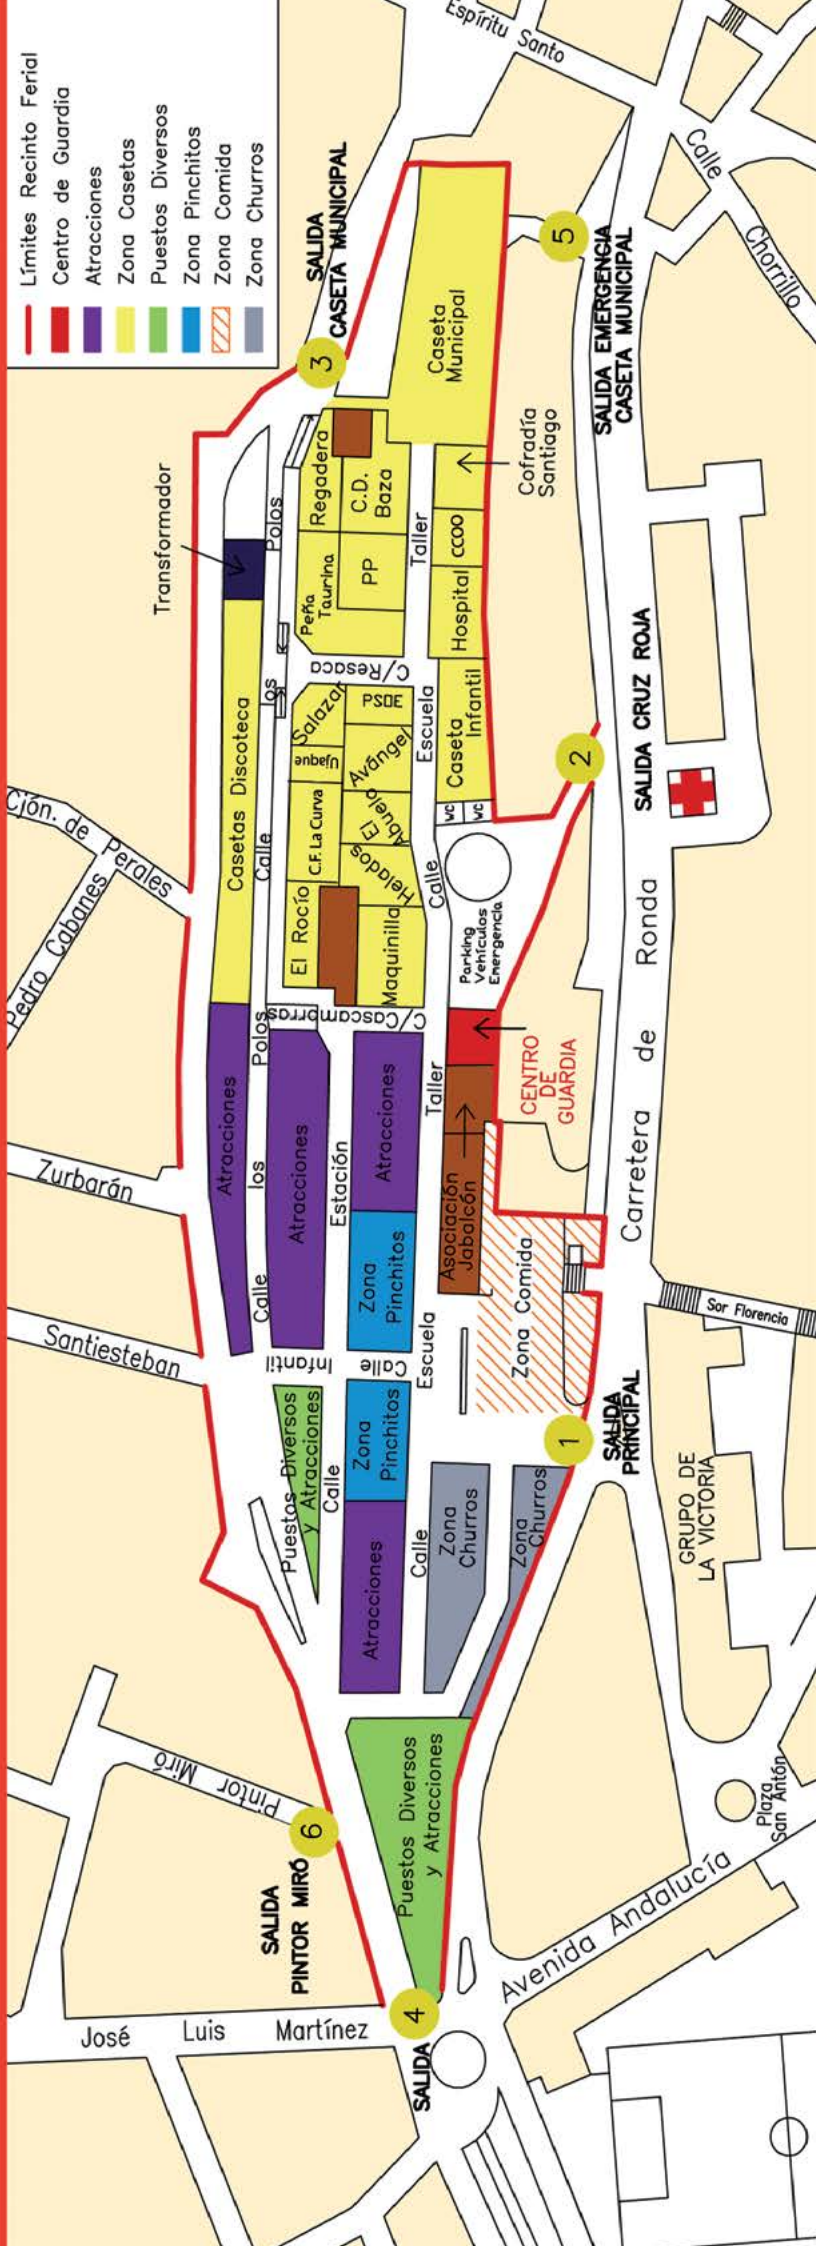 Límites Recinto Ferial
Centro de Guardia
Atracciones
Zona Casetas
Puestos Diversos
Zona Pinchitos
Zona Comida
Zona Churros
José Luis Martínez
SALIDA
4
SALIDA
PINTOR MIRÓ
6
Pintor Miró
Santiesteban
Zurbarán
Pedro Cabanes
Cjón. de Perales
Transformador
SALIDA
CASETA MUNICIPAL
3
Espíritu Santo
Calle Chorrillo
5
SALIDA EMERGENCIA
CASETA MUNICIPAL
Puestos Diversos
y Atracciones
Puestos Diversos
y Atracciones
Atracciones
Calle los Polos
Calle los Polos
Casetas Discoteca
Atracciones
Calle Estación
Calle Infantil
Atracciones
Zona
Pinchitos
Zona
Pinchitos
Atracciones
C/Cascamorras
El Rocío
C.F. La Curva
Ujaque
Salazar
Maquinilla
Helados
El
Abuelo
Avángel
3DSd
C/Resaca
Peña
Taurina
Regadera
PP
C.D.
Baza
Calle Escuela Taller
Calle Escuela Taller
Zona
Churros
Zona
Churros
Zona Comida
Asociación
Jabalcón
CENTRO
DE
GUARDIA
Parking
Vehículos
Emergencia
WC
WC
Caseta
Infantil
Hospital
CCOO
Cofradía
Santiago
Caseta
Municipal
1
SALIDA
PRINCIPAL
2
SALIDA CRUZ ROJA
Carretera de Ronda
Sor Florencia
GRUPO DE
LA VICTORIA
Plaza
San Antón
Avenida Andalucía